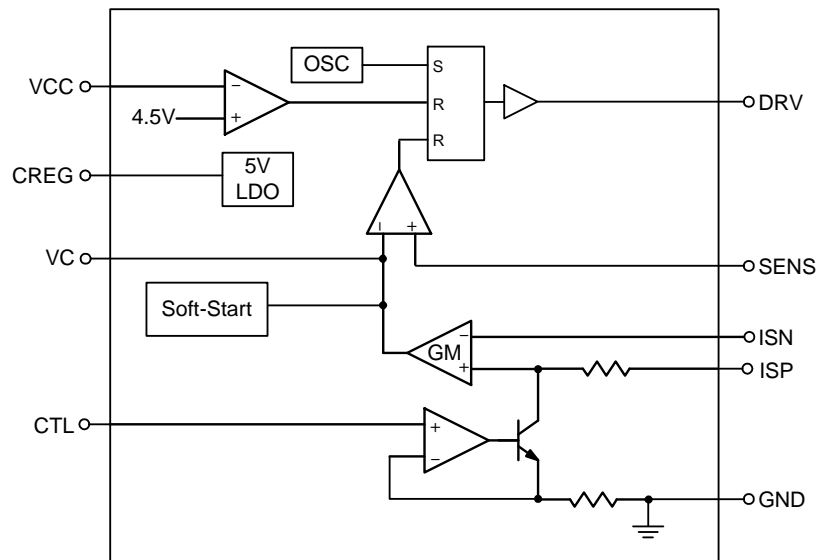 OSC
S
VCC
−
DRV
R
4.5V
+
R
5V
LDO
CREG
−
+
VC
SENS
Soft-Start
ISN
−
GM
+
ISP
CTL
+
−
GND